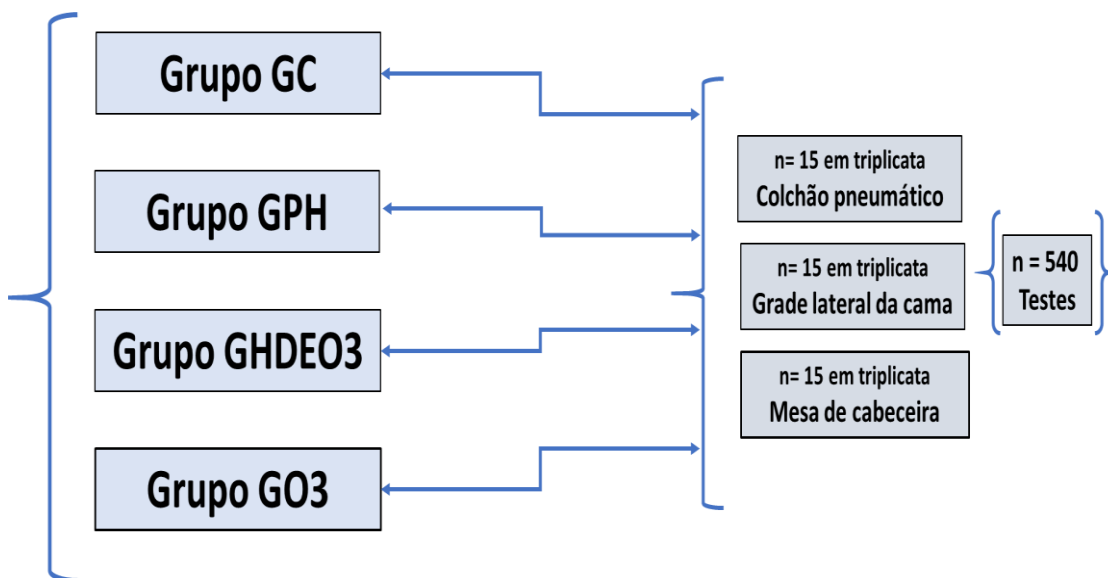 Grupo GC
Grupo GPH
Grupo GHDEO3
Grupo GO3
n= 15 em triplicata
Colchão pneumático
n= 15 em triplicata
Grade lateral da cama
n= 15 em triplicata
Mesa de cabeceira
n = 540
Testes